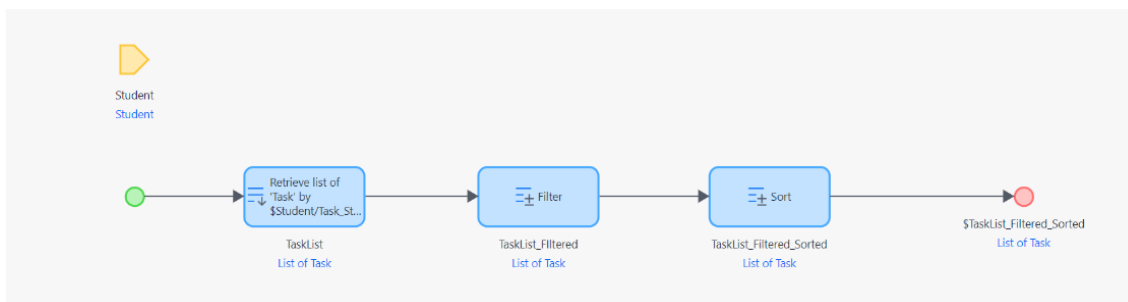 Student
Student
Retrieve list of
'Task' by
$Student/Task_St...
Filter
Sort
TaskList
List of Task
TaskList_FIltered
List of Task
TaskList_Filtered_Sorted
List of Task
$TaskList_Filtered_Sorted
List of Task